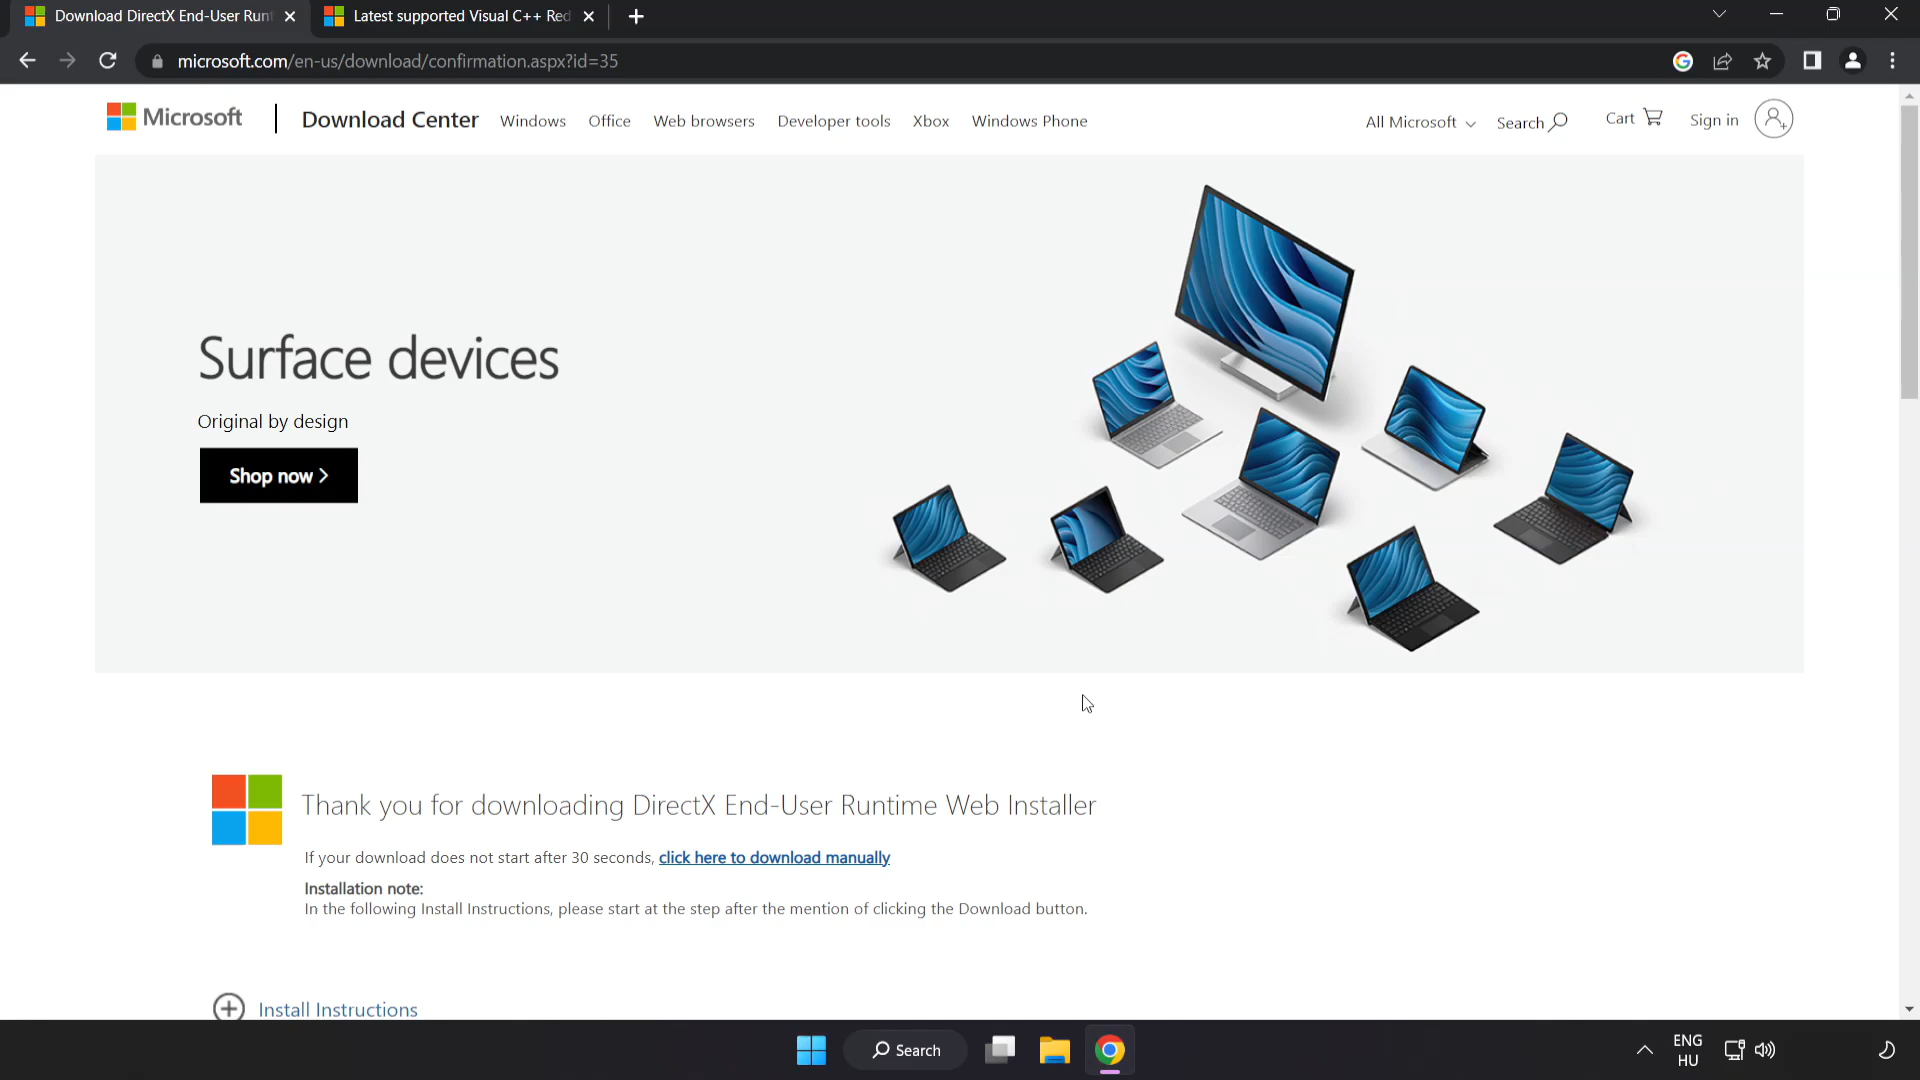 Download DirectX End-User Runt
Latest supported Visual C++ Red
microsoft.com/en-us/download/confirmation.aspx?id=35
Microsoft
Download Center
Windows
Office
Web browsers
Developer tools
Xbox
Windows Phone
All Microsoft
Search
Cart
Sign in
Surface devices
Original by design
Shop now >
Thank you for downloading DirectX End-User Runtime Web Installer
If your download does not start after 30 seconds, click here to download manually
Installation note:
In the following Install Instructions, please start at the step after the mention of clicking the Download button.
Install Instructions
Search
ENG
HU